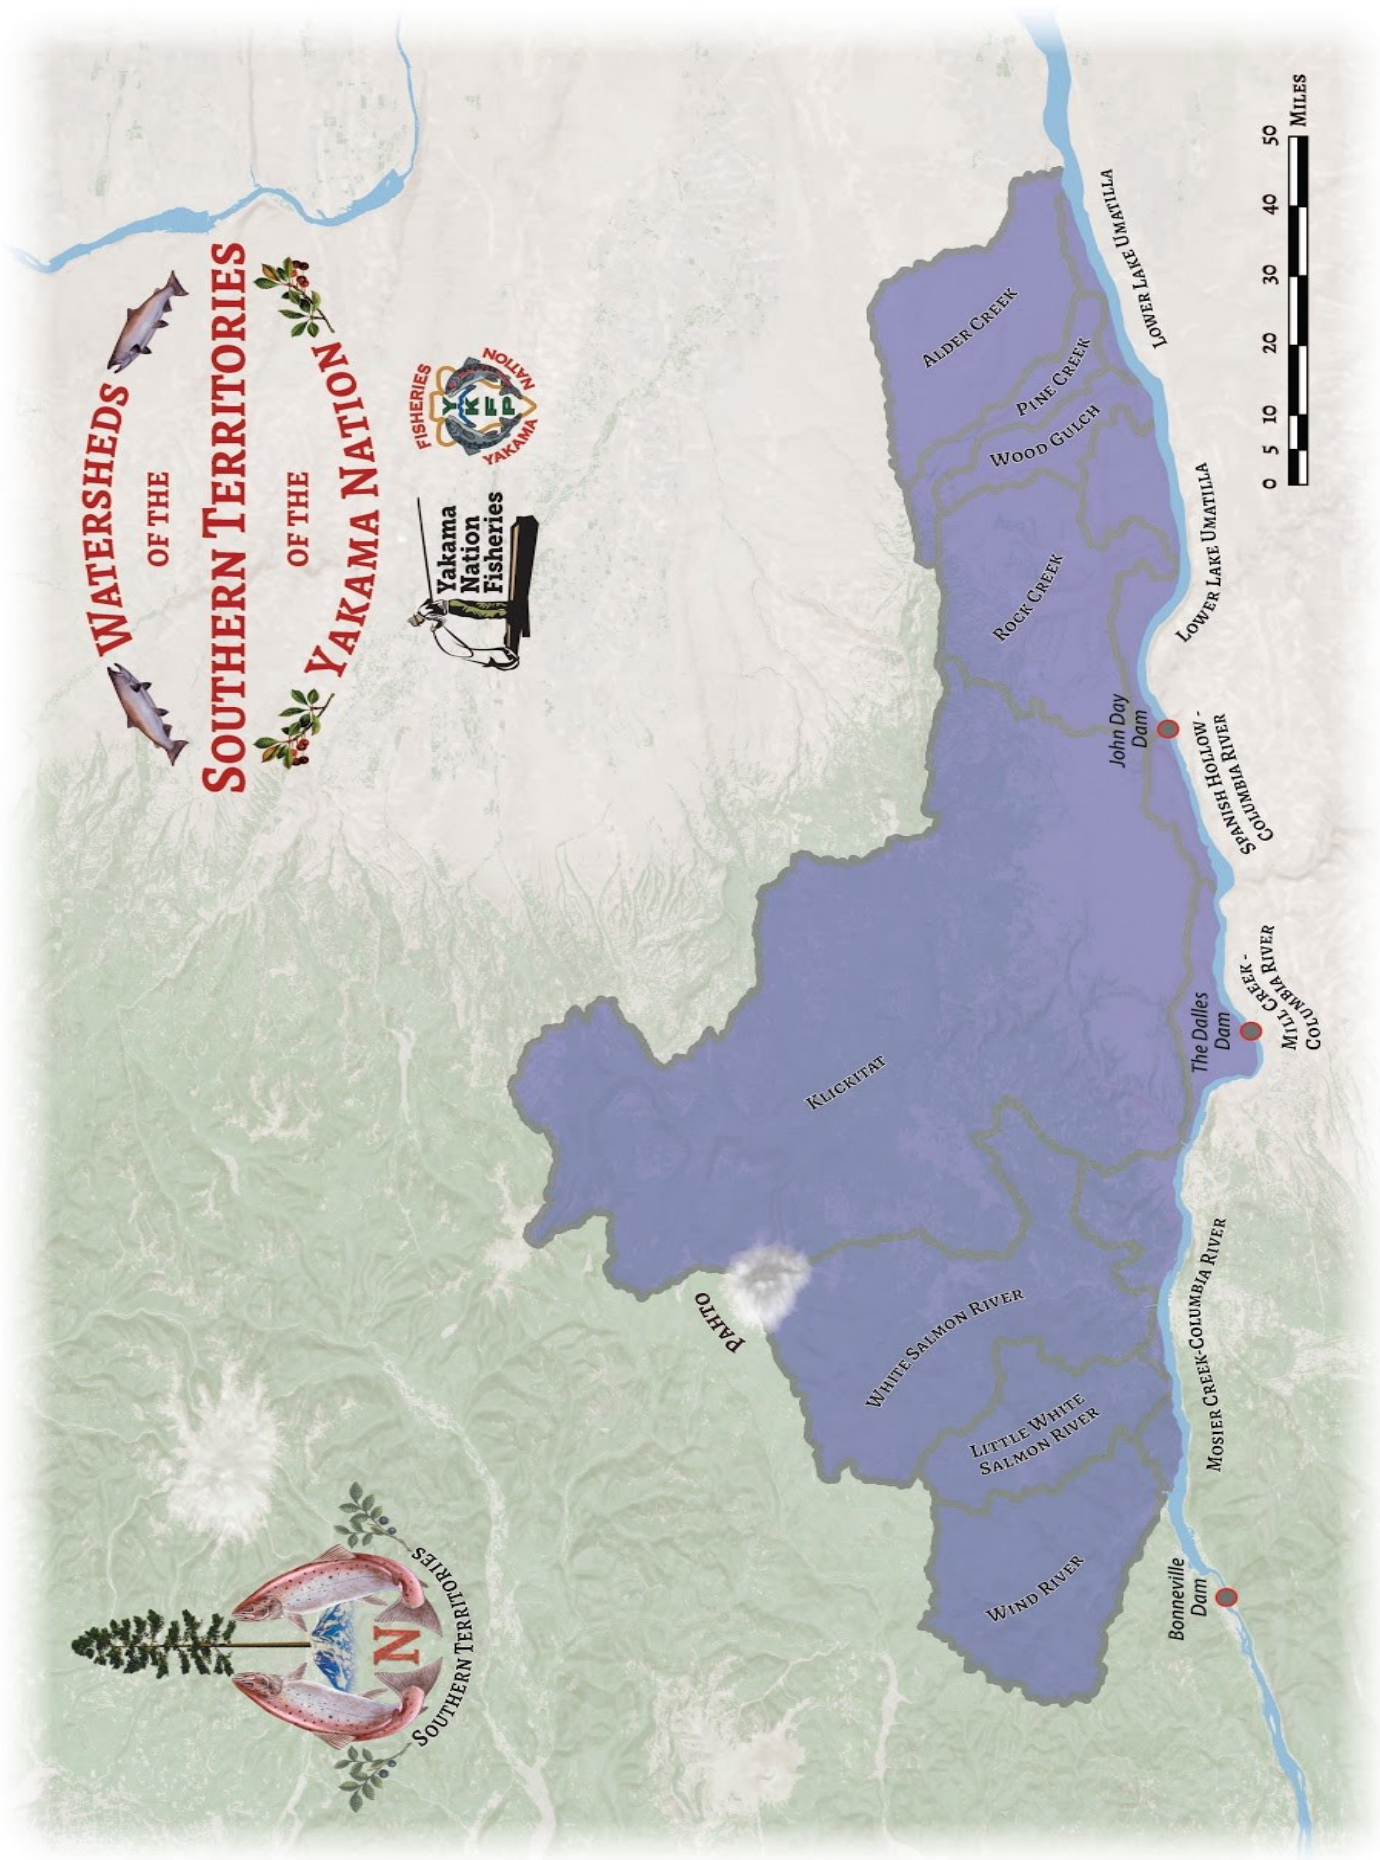 WATERSHEDS
OF THE
SOUTHERN TERRITORIES
OF THE
YAKAMA NATION
Yakama
Nation
Fisheries
FISHERIES
YKFP
YAKAMA
NATION
N
SOUTHERN TERRITORIES
PAHTO
KLICKITAT
WHITE SALMON RIVER
LITTLE WHITE
SALMON RIVER
WIND RIVER
ROCK CREEK
WOOD GULCH
PINE CREEK
ALDER CREEK
Bonneville
Dam
MOSIER CREEK-COLUMBIA RIVER
The Dalles
Dam
MILL CREEK -
COLUMBIA RIVER
John Day
Dam
SPANISH HOLLOW -
COLUMBIA RIVER
LOWER LAKE UMATILLA
LOWER LAKE UMATILLA
0 5 10 20 30 40 50
MILES